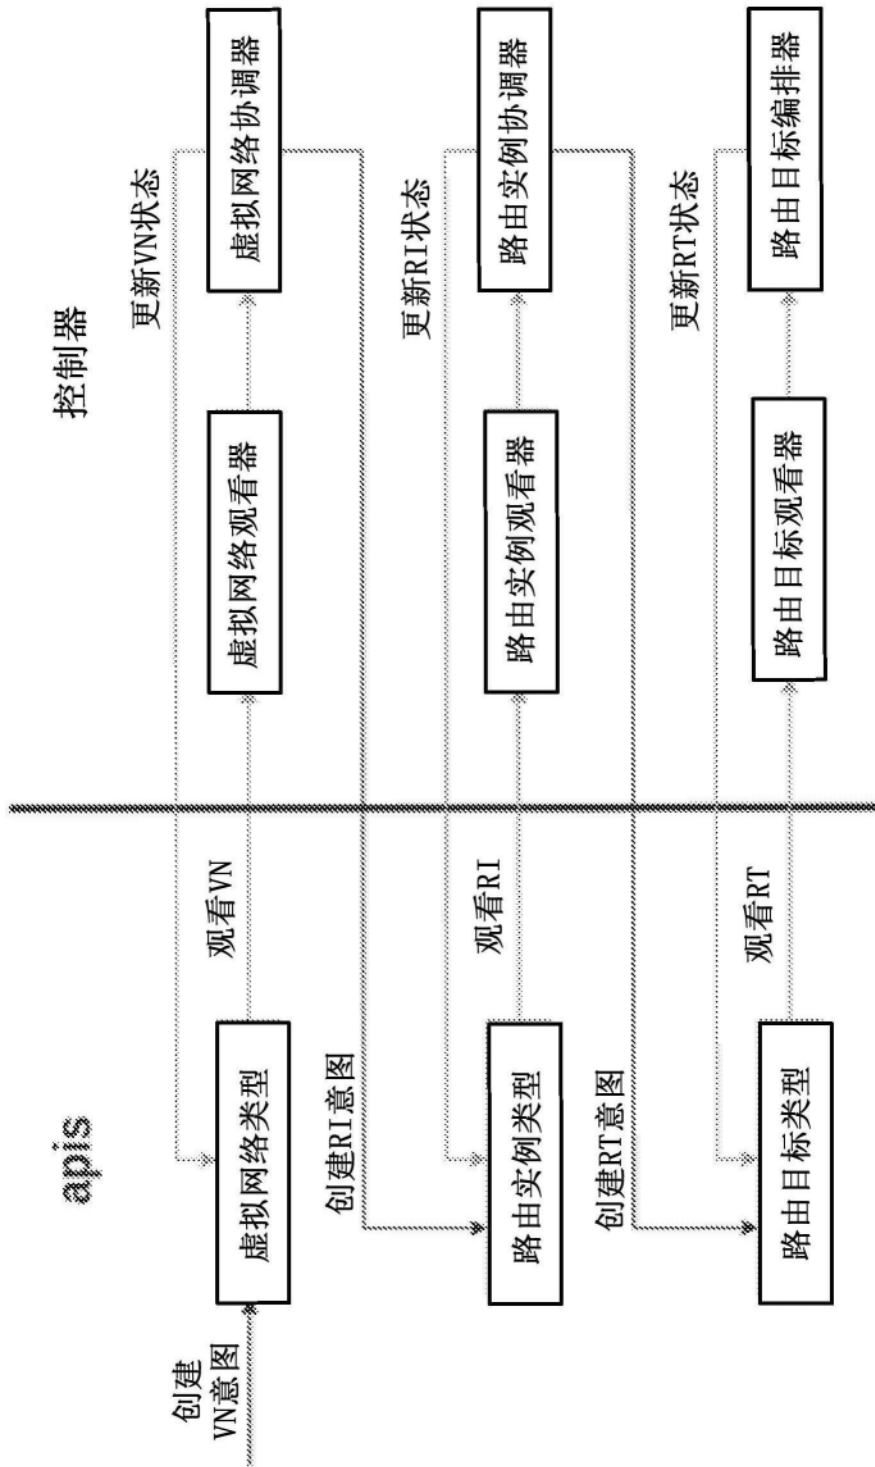 apis
控制器
创建
VN意图
虚拟网络类型
观看VN
虚拟网络观看器
更新VN状态
虚拟网络协调器
创建RI意图
路由实例类型
观看RI
路由实例观看器
更新RI状态
路由实例协调器
创建RT意图
路由目标类型
观看RT
路由目标观看器
更新RT状态
路由目标编排器